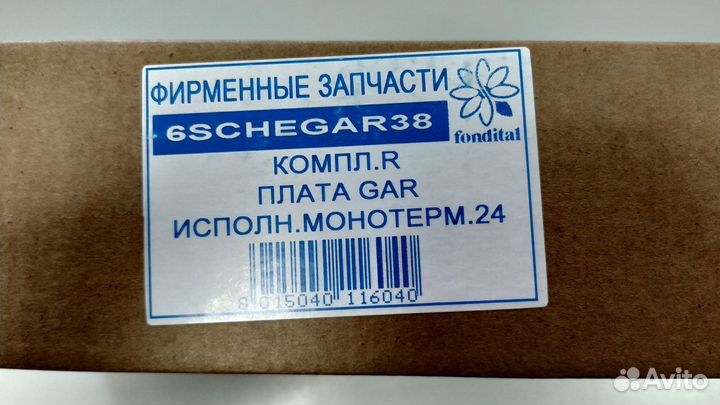 ФИРМЕННЫЕ ЗАПЧАСТИ
6SCHEGAR38
fondital
КОМПЛ.R
ПЛАТА GAR
ИСПОЛН.МОНОТЕРМ.24
8 015040 116040
Avito